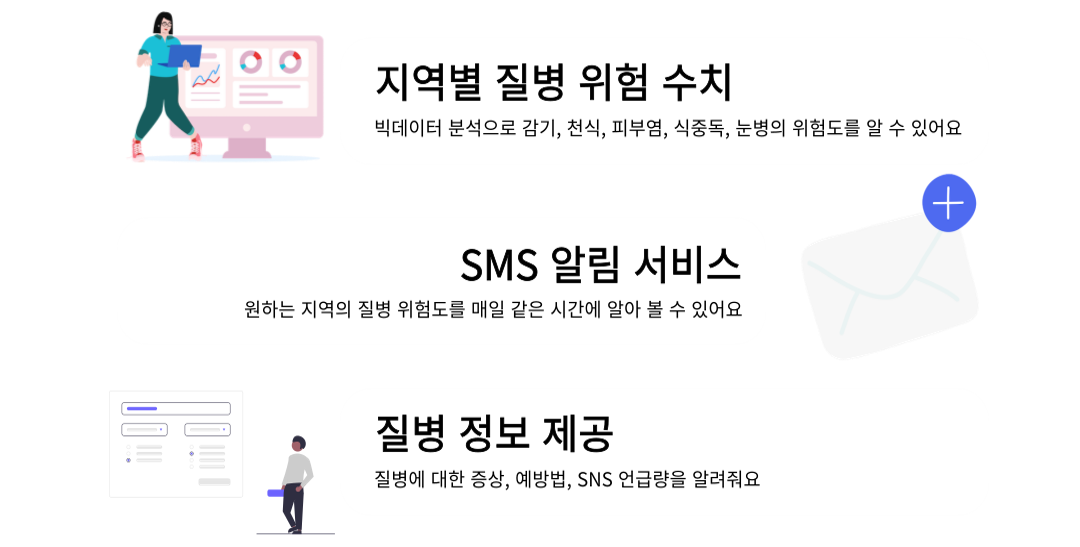 지역별 질병 위험 수치
빅데이터 분석으로 감기, 천식, 피부염, 식중독, 눈병의 위험도를 알 수 있어요
SMS 알림 서비스
원하는 지역의 질병 위험도를 매일 같은 시간에 알아 볼 수 있어요
질병 정보 제공
질병에 대한 증상, 예방법, SNS 언급량을 알려줘요